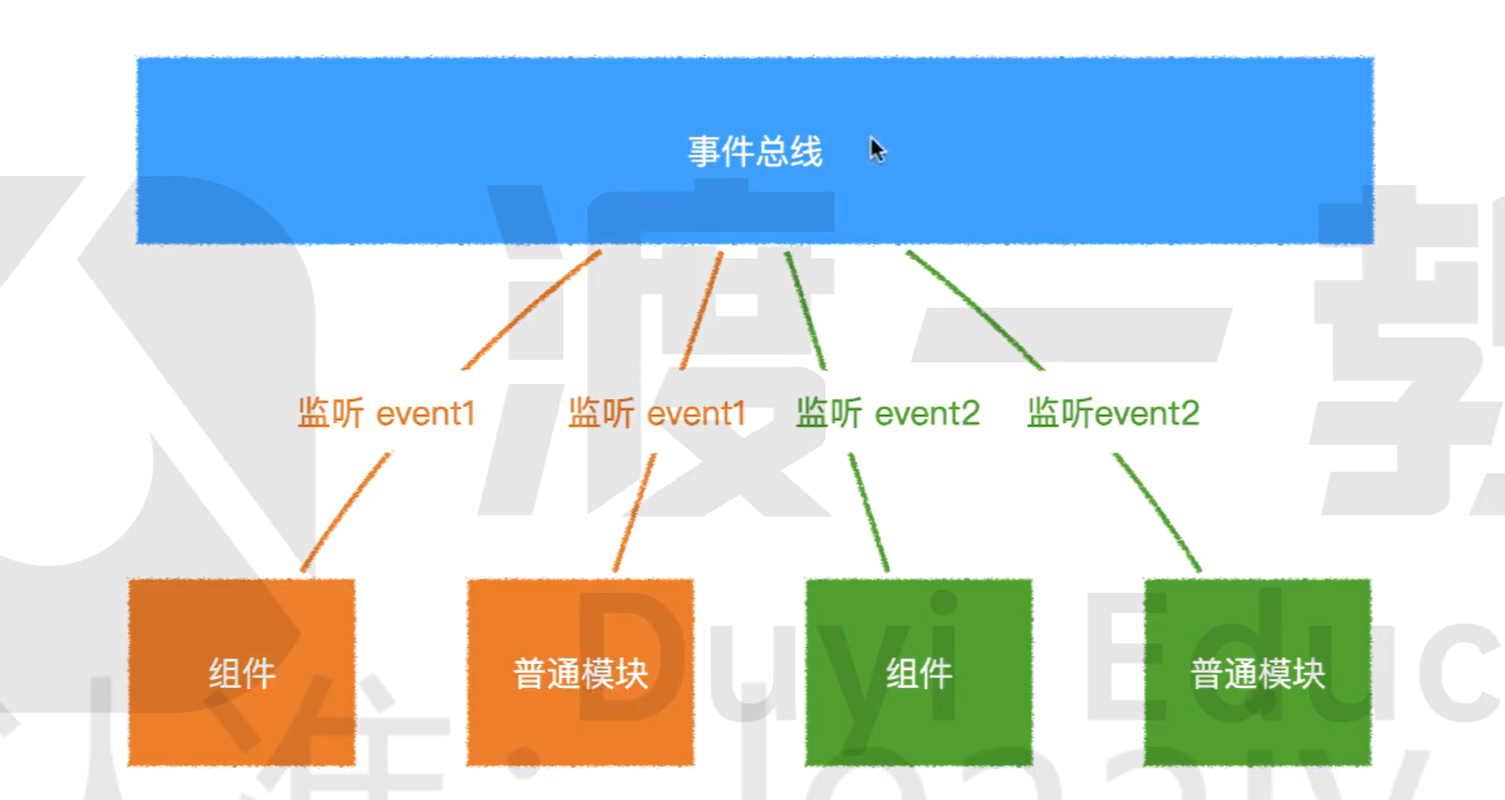 事件总线
监听 event1
监听 event1
监听 event2
监听event2
组件
普通模块
组件
普通模块
渡一教
Duyi Educ